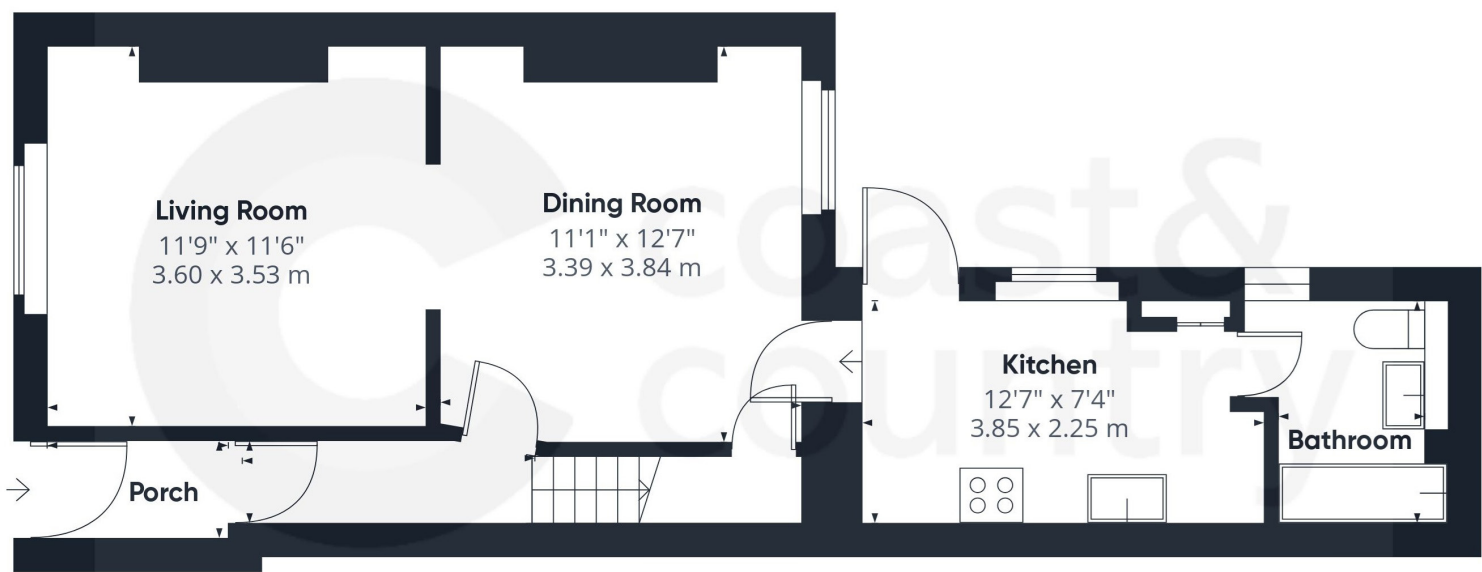 Living Room
11'9" x 11'6"
3.60 x 3.53 m
Dining Room
11'1" x 12'7"
3.39 x 3.84 m
Kitchen
12'7" x 7'4"
3.85 x 2.25 m
Bathroom
Porch
coast &
country